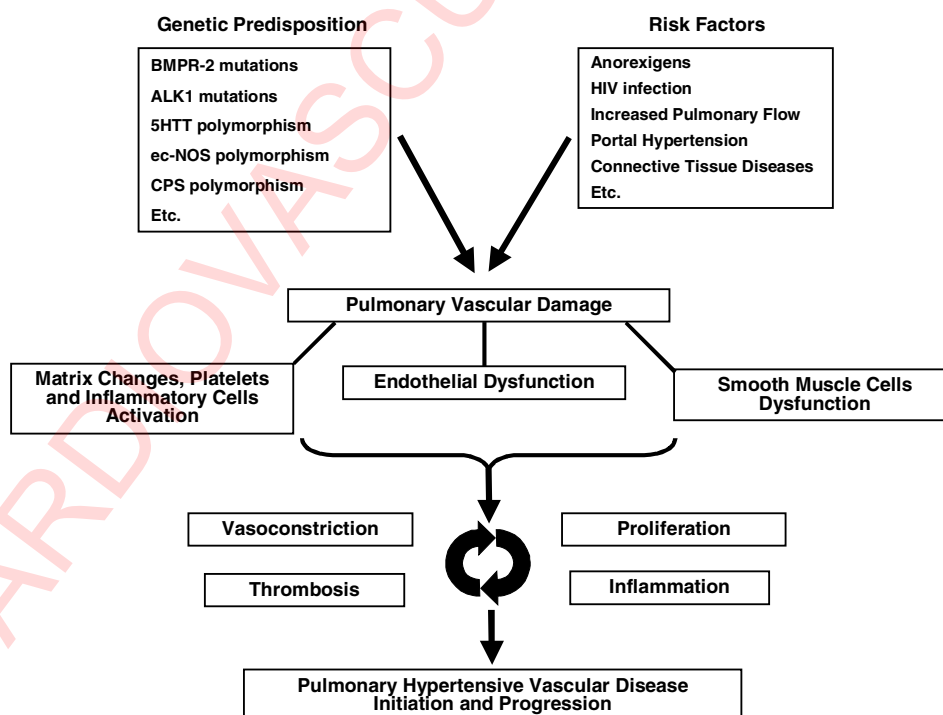 Genetic Predisposition
BMPR-2 mutations
ALK1 mutations
5HTT polymorphism
ec-NOS polymorphism
CPS polymorphism
Etc.
Risk Factors
Anorexigens
HIV infection
Increased Pulmonary Flow
Portal Hypertension
Connective Tissue Diseases
Etc.
Pulmonary Vascular Damage
Matrix Changes, Platelets
and Inflammatory Cells
Activation
Endothelial Dysfunction
Smooth Muscle Cells
Dysfunction
Vasoconstriction
Proliferation
Thrombosis
Inflammation
Pulmonary Hypertensive Vascular Disease
Initiation and Progression
ARDIOVASCU